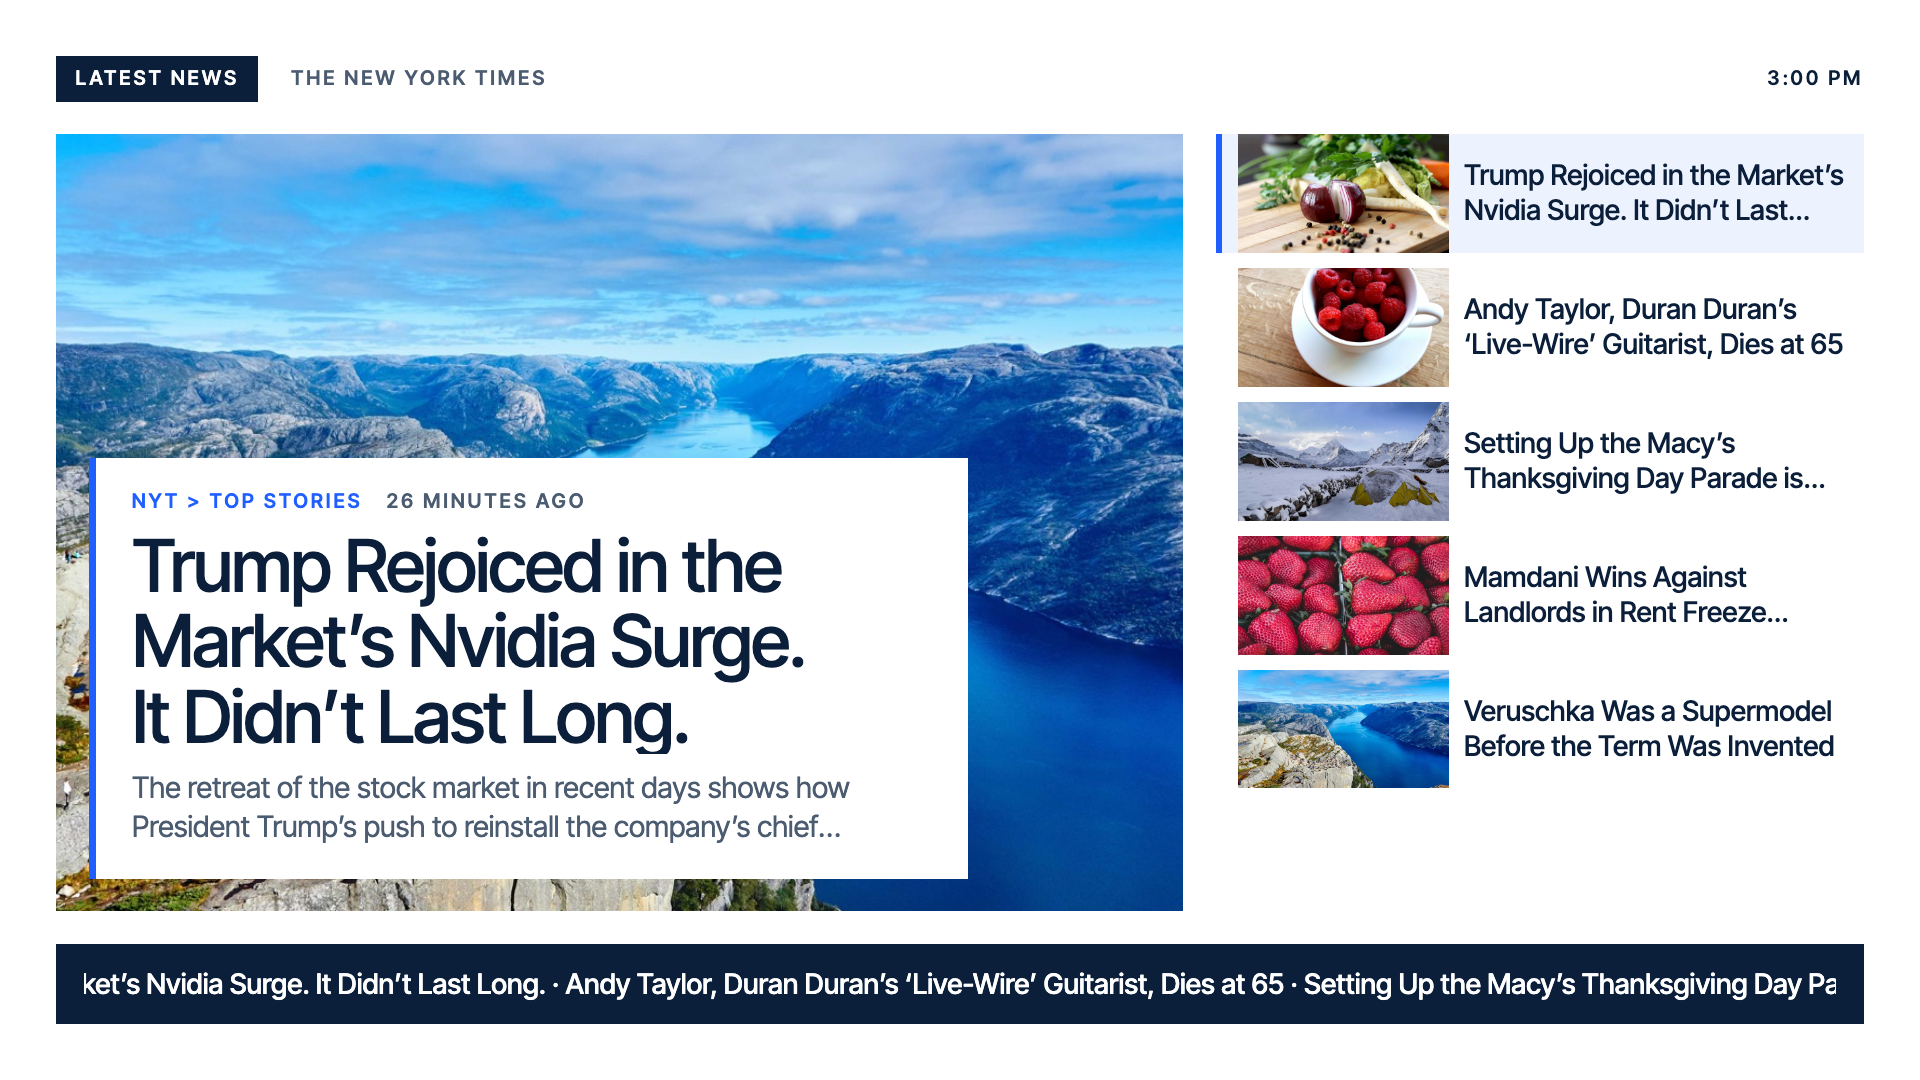 LATEST NEWS
THE NEW YORK TIMES
3:00 PM
NYT > TOP STORIES 26 MINUTES AGO
Trump Rejoiced in the
Market’s Nvidia Surge.
It Didn’t Last Long.
The retreat of the stock market in recent days shows how
President Trump’s push to reinstall the company’s chief…
Trump Rejoiced in the Market’s
Nvidia Surge. It Didn’t Last…
Andy Taylor, Duran Duran’s
‘Live-Wire’ Guitarist, Dies at 65
Setting Up the Macy’s
Thanksgiving Day Parade is…
Mamdani Wins Against
Landlords in Rent Freeze…
Veruschka Was a Supermodel
Before the Term Was Invented
ket’s Nvidia Surge. It Didn’t Last Long. · Andy Taylor, Duran Duran’s ‘Live-Wire’ Guitarist, Dies at 65 · Setting Up the Macy’s Thanksgiving Day Pa